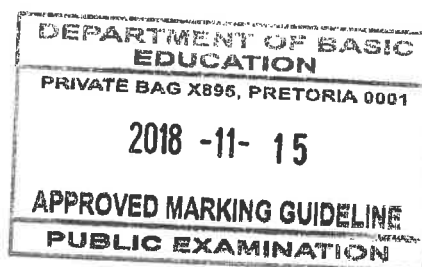 DEPARTMENT OF BASIC
EDUCATION
PRIVATE BAG X895, PRETORIA 0001
2018 -11- 15
APPROVED MARKING GUIDELINE
PUBLIC EXAMINATION